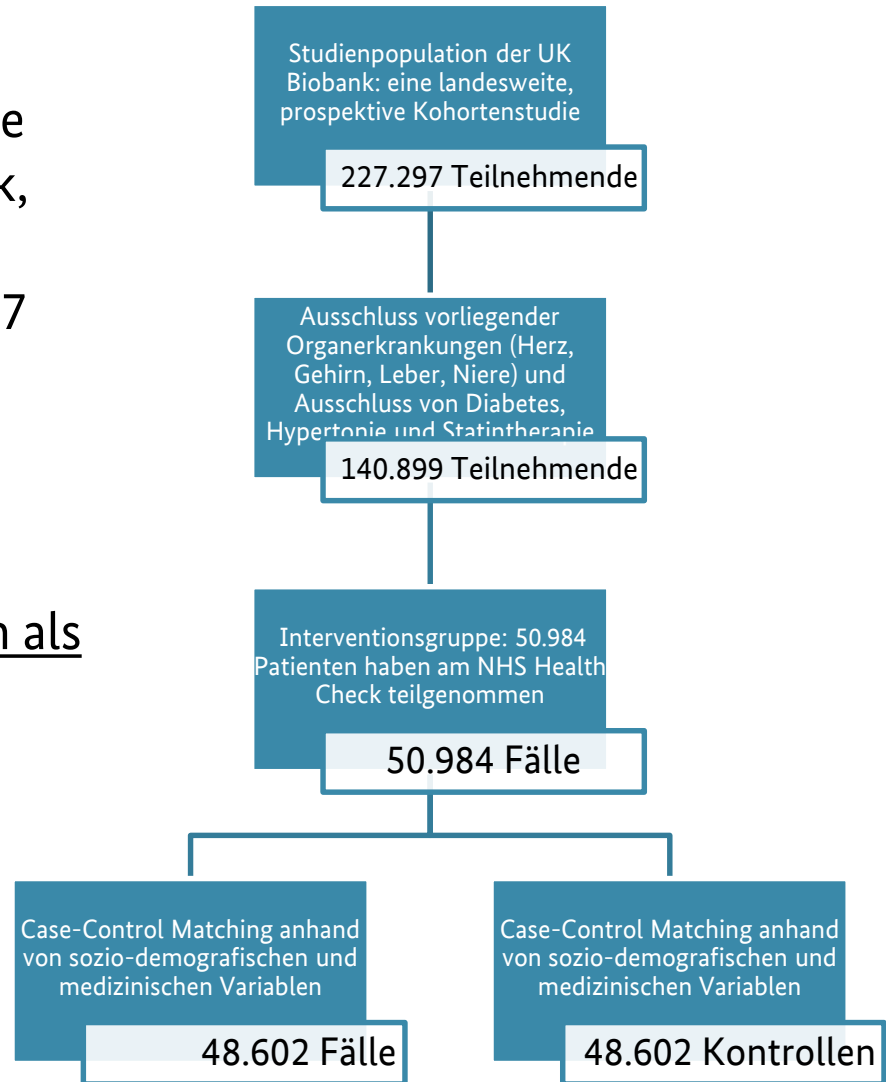 e
k,
7
n als
Studienpopulation der UK
Biobank: eine landesweite,
prospektive Kohortenstudie
227.297 Teilnehmende
Ausschluss vorliegender
Organerkrankungen (Herz,
Gehirn, Leber, Niere) und
Ausschluss von Diabetes,
Hypertonie und Statintherapie
140.899 Teilnehmende
Interventionsgruppe: 50.984
Patienten haben am NHS Health
Check teilgenommen
50.984 Fälle
Case-Control Matching anhand
von sozio-demografischen und
medizinischen Variablen
48.602 Fälle
Case-Control Matching anhand
von sozio-demografischen und
medizinischen Variablen
48.602 Kontrollen